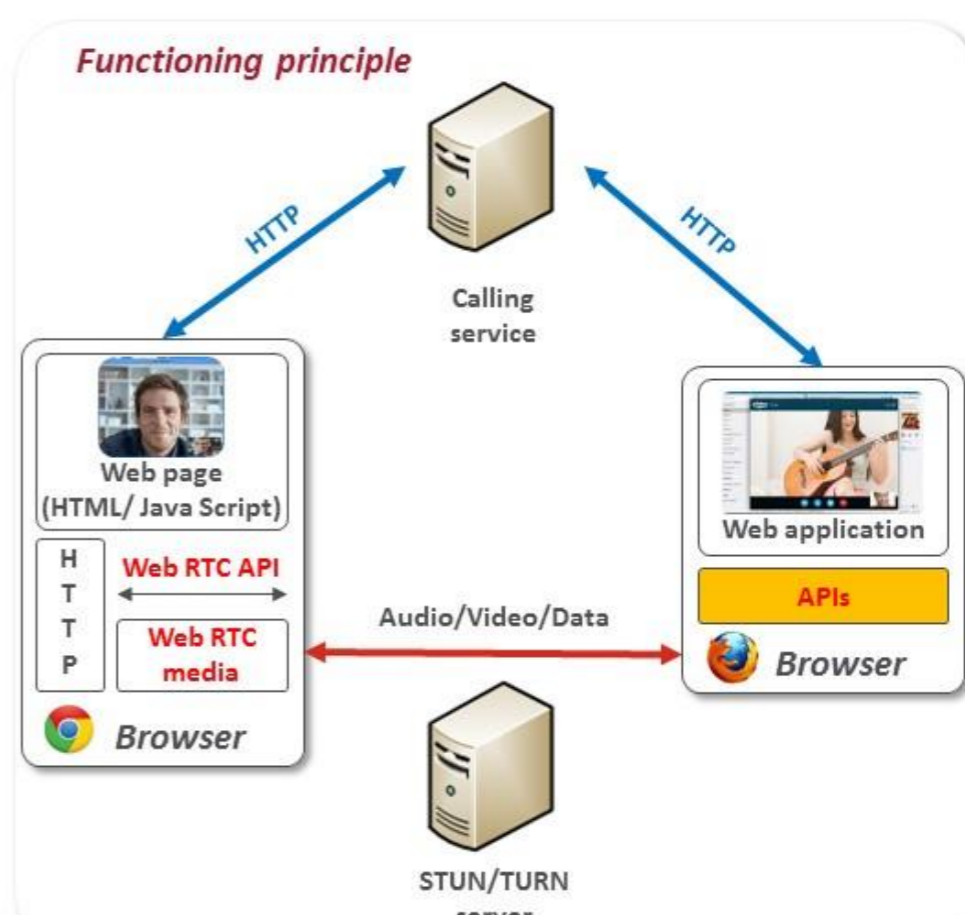 Functioning principle
HTTP
HTTP
Calling
service
Web page
(HTML/ Java Script)
H
T
T
P
Web RTC API
Web RTC
media
Browser
Audio/Video/Data
Web application
APIs
Browser
STUN/TURN
server